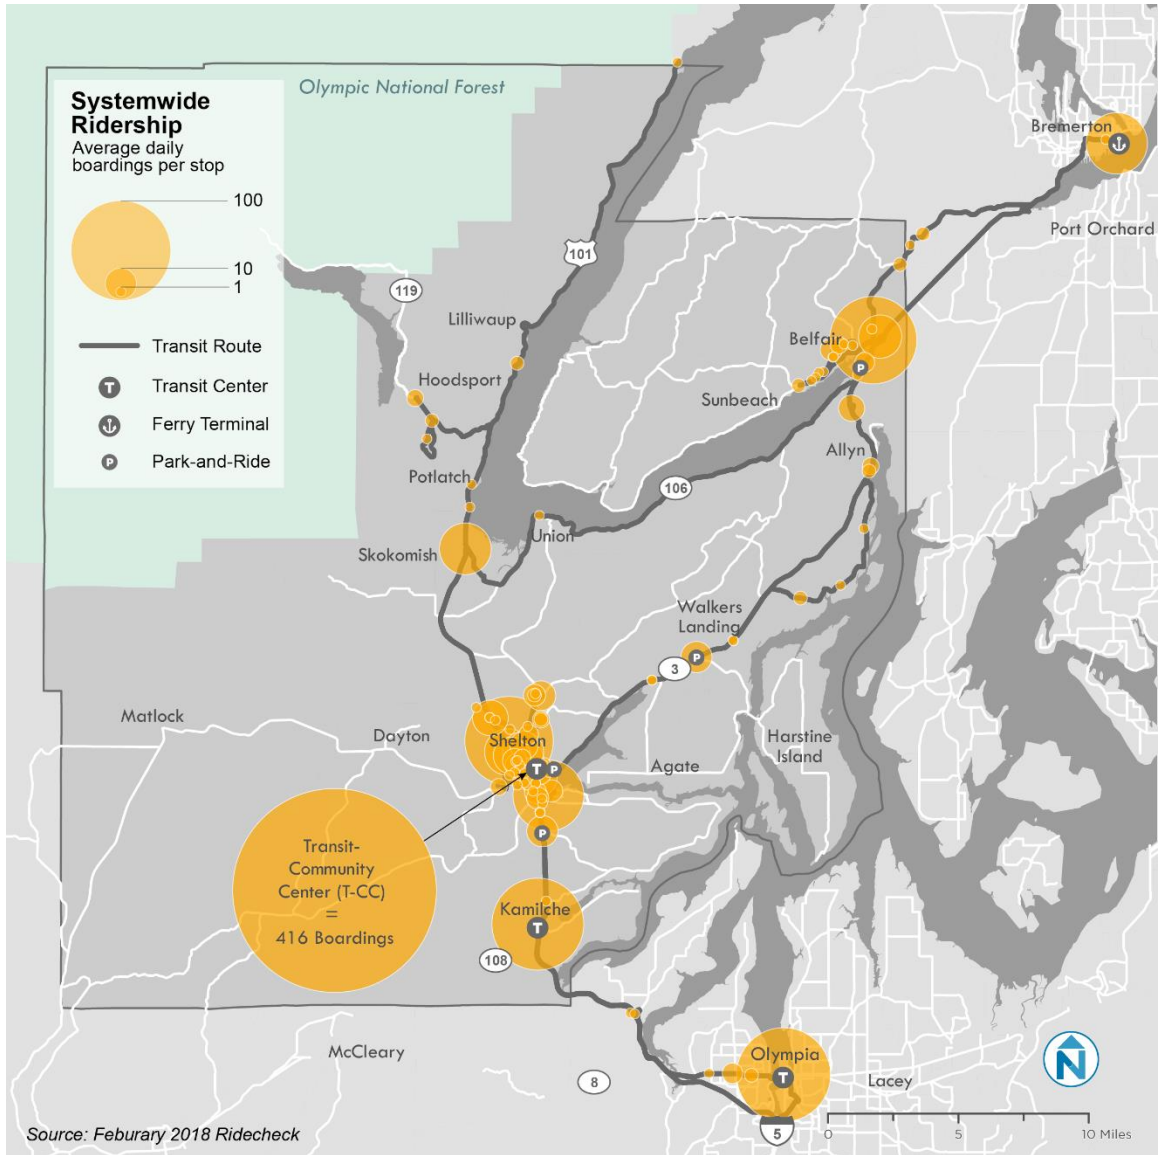 Systemwide
Ridership
Average daily
boardings per stop
100
10
1
Transit Route
T
Transit Center
Ferry Terminal
P
Park-and-Ride
Olympic National Forest
Bremerton
Port Orchard
101
119
Lilliwaup
Belfair
P
Hoodsport
Sunbeach
Allyn
Potlatch
106
Union
Skokomish
Walkers
Landing
P
3
Matlock
Dayton
Shelton
Harstine
Island
T
P
Agate
P
Transit-
Community
Center (T-CC)
=
416 Boardings
Kamilche
T
108
McCleary
Olympia
T
Lacey
8
N
5
0
5
10 Miles
Source: Feburary 2018 Ridecheck